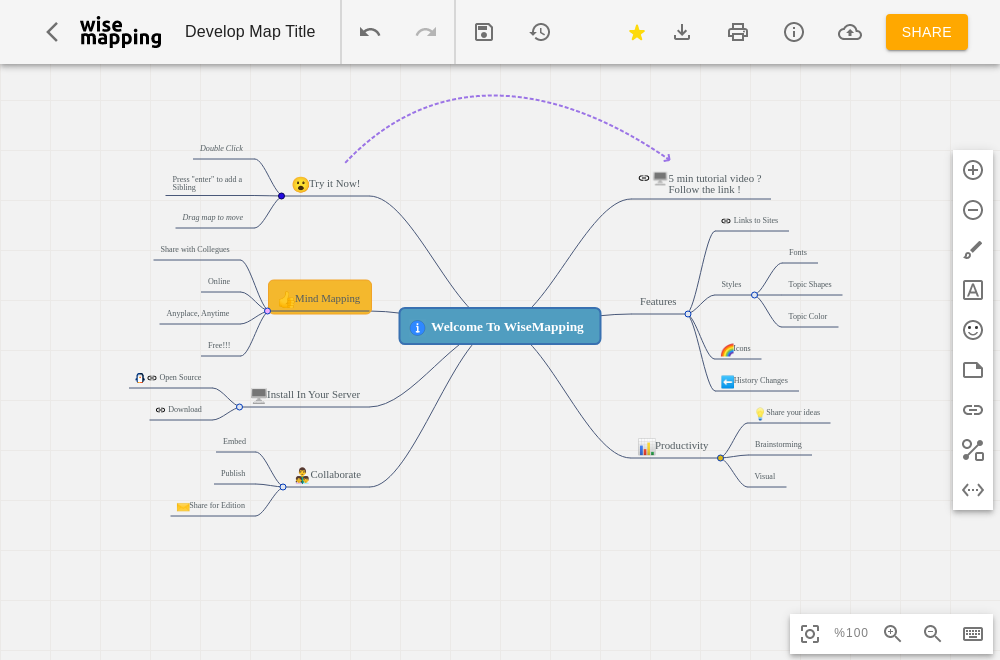 wise
mapping
Develop Map Title
SHARE
Double Click
Press "enter" to add a
Sibling
Drag map to move
Try it Now!
Share with Collegues
Online
Anyplace, Anytime
Free!!!
Mind Mapping
Open Source
Download
Install In Your Server
Embed
Publish
Share for Edition
Collaborate
Welcome To WiseMapping
5 min tutorial video ?
Follow the link !
Links to Sites
Fonts
Styles
Topic Shapes
Topic Color
Features
Icons
History Changes
Share your ideas
Productivity
Brainstorming
Visual
%100